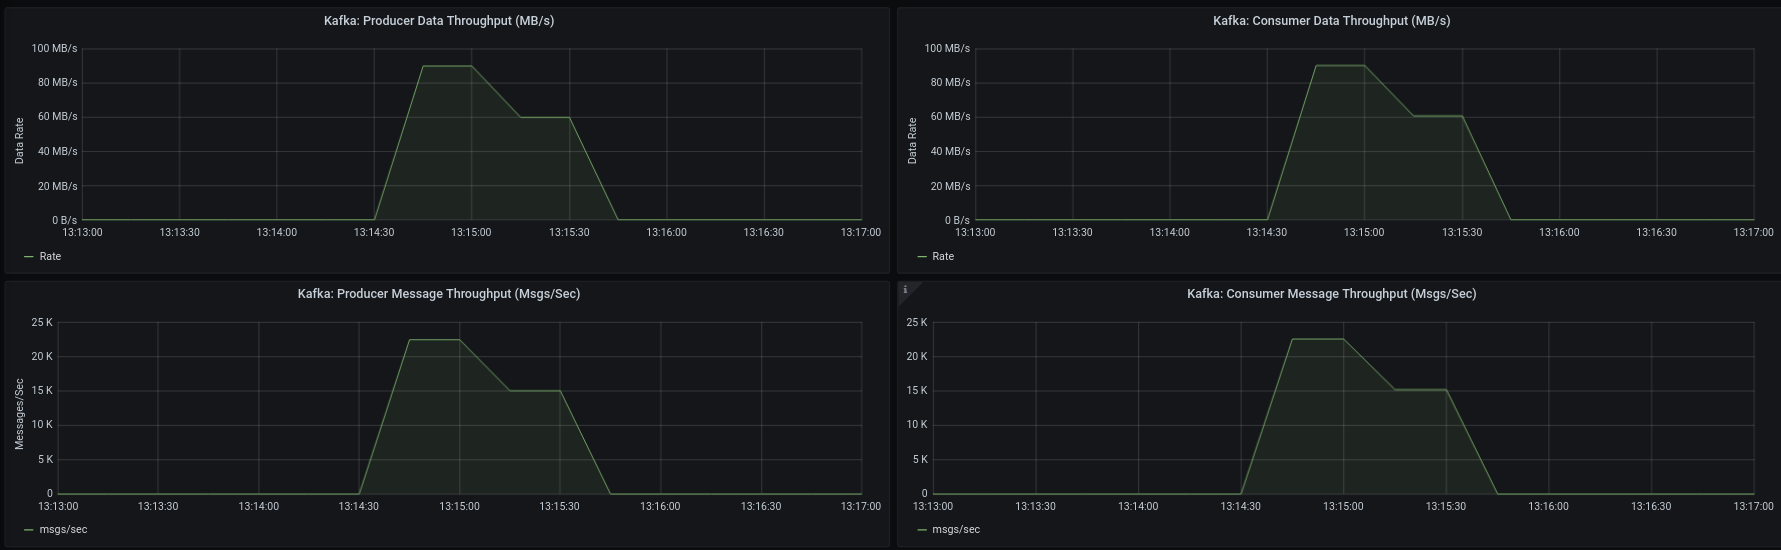 Kafka: Producer Data Throughput (MB/s)
100 MB/s
80 MB/s
60 MB/s
40 MB/s
20 MB/s
0 B/s
Data Rate
13:13:00 13:13:30 13:14:00 13:14:30 13:15:00 13:15:30 13:16:00 13:16:30 13:17:00
Rate
Kafka: Consumer Data Throughput (MB/s)
100 MB/s
80 MB/s
60 MB/s
40 MB/s
20 MB/s
0 B/s
Data Rate
13:13:00 13:13:30 13:14:00 13:14:30 13:15:00 13:15:30 13:16:00 13:16:30 13:17:00
Rate
Kafka: Producer Message Throughput (Msgs/Sec)
25 K
20 K
15 K
10 K
5 K
0
Messages/Sec
13:13:00 13:13:30 13:14:00 13:14:30 13:15:00 13:15:30 13:16:00 13:16:30 13:17:00
msgs/sec
i
Kafka: Consumer Message Throughput (Msgs/Sec)
25 K
20 K
15 K
10 K
5 K
0
13:13:00 13:13:30 13:14:00 13:14:30 13:15:00 13:15:30 13:16:00 13:16:30 13:17:00
msgs/sec